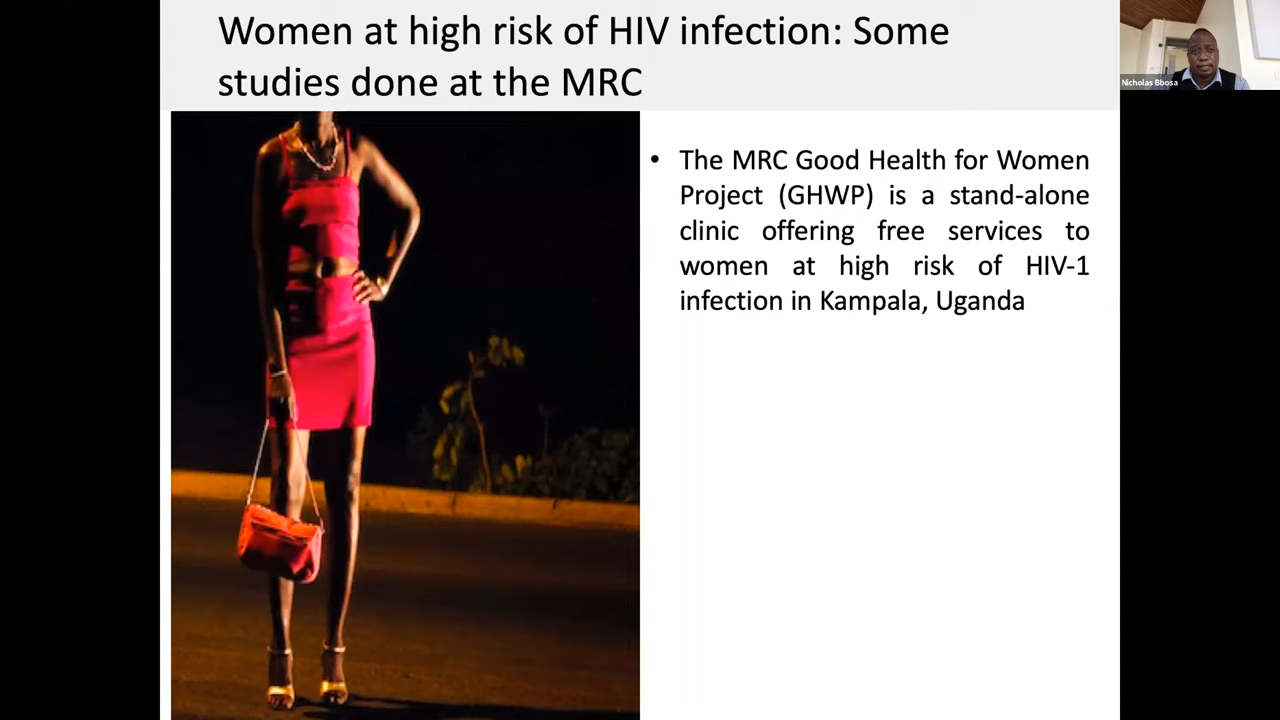 Women at high risk of HIV infection: Some
studies done at the MRC
Nicholas Bbosa
• The MRC Good Health for Women
Project (GHWP) is a stand-alone
clinic offering free services to
women at high risk of HIV-1
infection in Kampala, Uganda